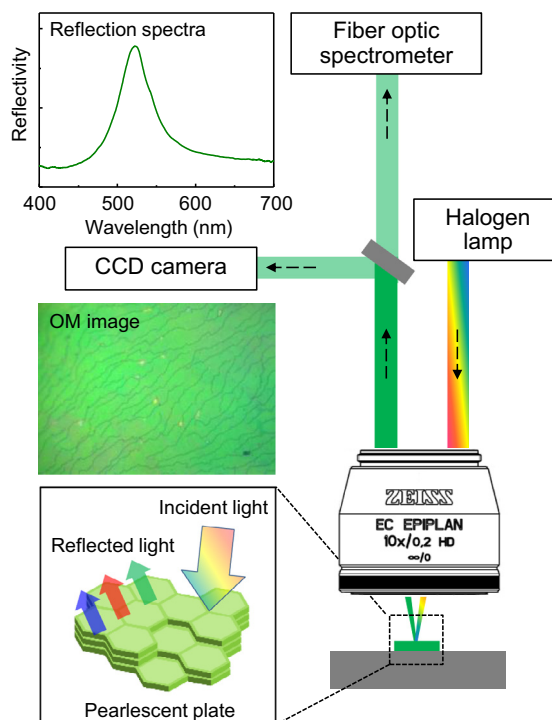 Reflection spectra
Reflectivity
400
500
600
700
Wavelength (nm)
Fiber optic
spectrometer
CCD camera
Halogen
lamp
OM image
ZEISS
EC EPIPLAN
10x/0,2 HD
∞/0
Incident light
Reflected light
Pearlescent plate